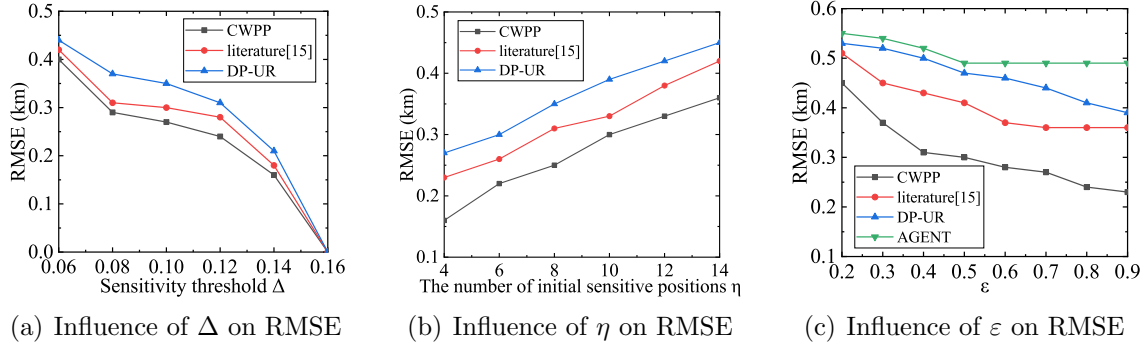 0.5
0.4
0.3
0.2
0.1
0.0
RMSE (km)
CWPP
literature[15]
DP-UR
0.06 0.08 0.10 0.12 0.14 0.16
Sensitivity threshold Δ
(a) Influence of Δ on RMSE
0.5
0.4
0.3
0.2
0.1
RMSE (km)
CWPP
literature[15]
DP-UR
4 6 8 10 12 14
The number of initial sensitive positions η
(b) Influence of η on RMSE
0.6
0.5
0.4
0.3
0.2
0.1
RMSE (km)
CWPP
literature[15]
DP-UR
AGENT
0.2 0.3 0.4 0.5 0.6 0.7 0.8 0.9
ε
(c) Influence of ε on RMSE